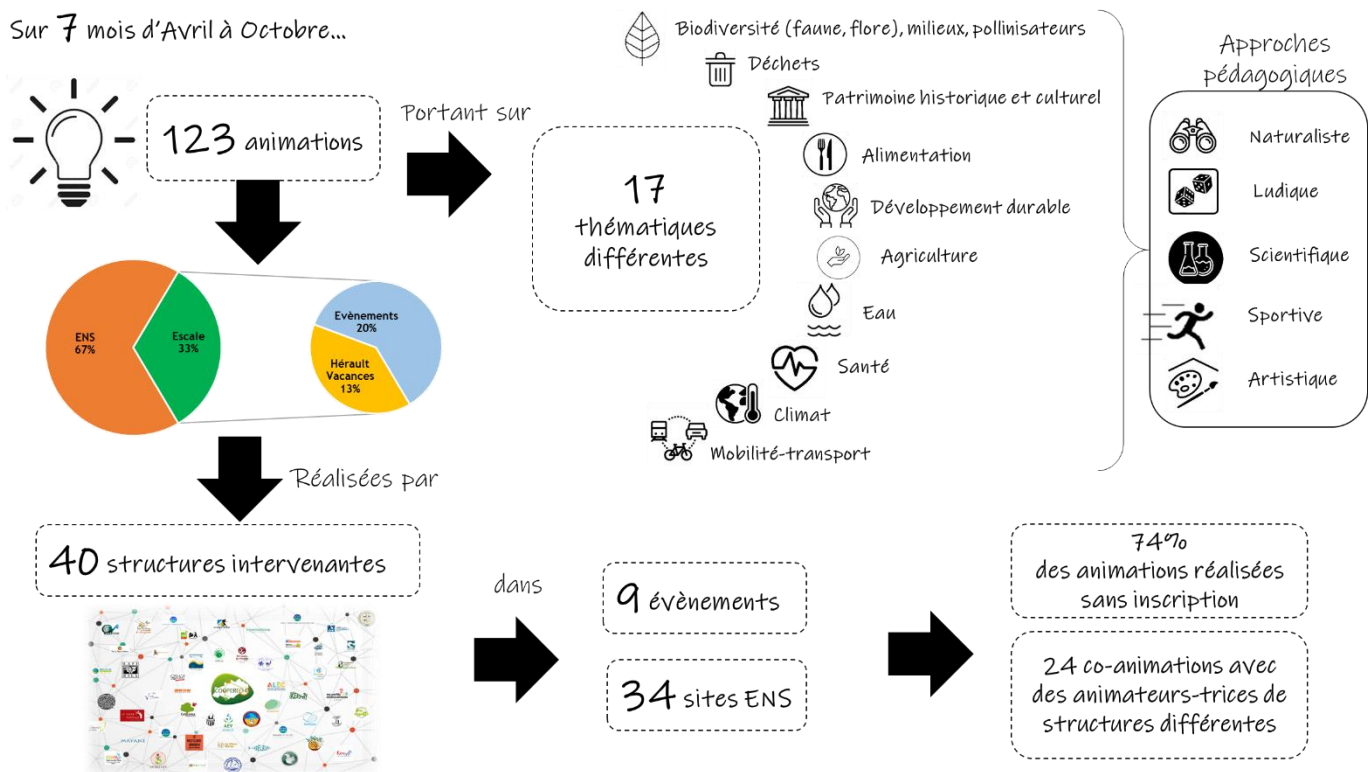 Sur 7 mois d'Avril à Octobre...
123 animations
Portant sur
17
thématiques
différentes
Biodiversité (faune, flore), milieux, pollinisateurs
Déchets
Patrimoine historique et culturel
Alimentation
Développement durable
Agriculture
Eau
Santé
Climat
Mobilité-transport
Approches
pédagogiques
Naturaliste
Ludique
Scientifique
Sportive
Artistique
ENS
67%
Escale
33%
Evènements
20%
Hérault
Vacances
13%
Réalisées par
40 structures intervenantes
COOPERE 34
ALEC
dans
9 évènements
34 sites ENS
74%
des animations réalisées
sans inscription
24 co-animations avec
des animateurs-trices de
structures différentes